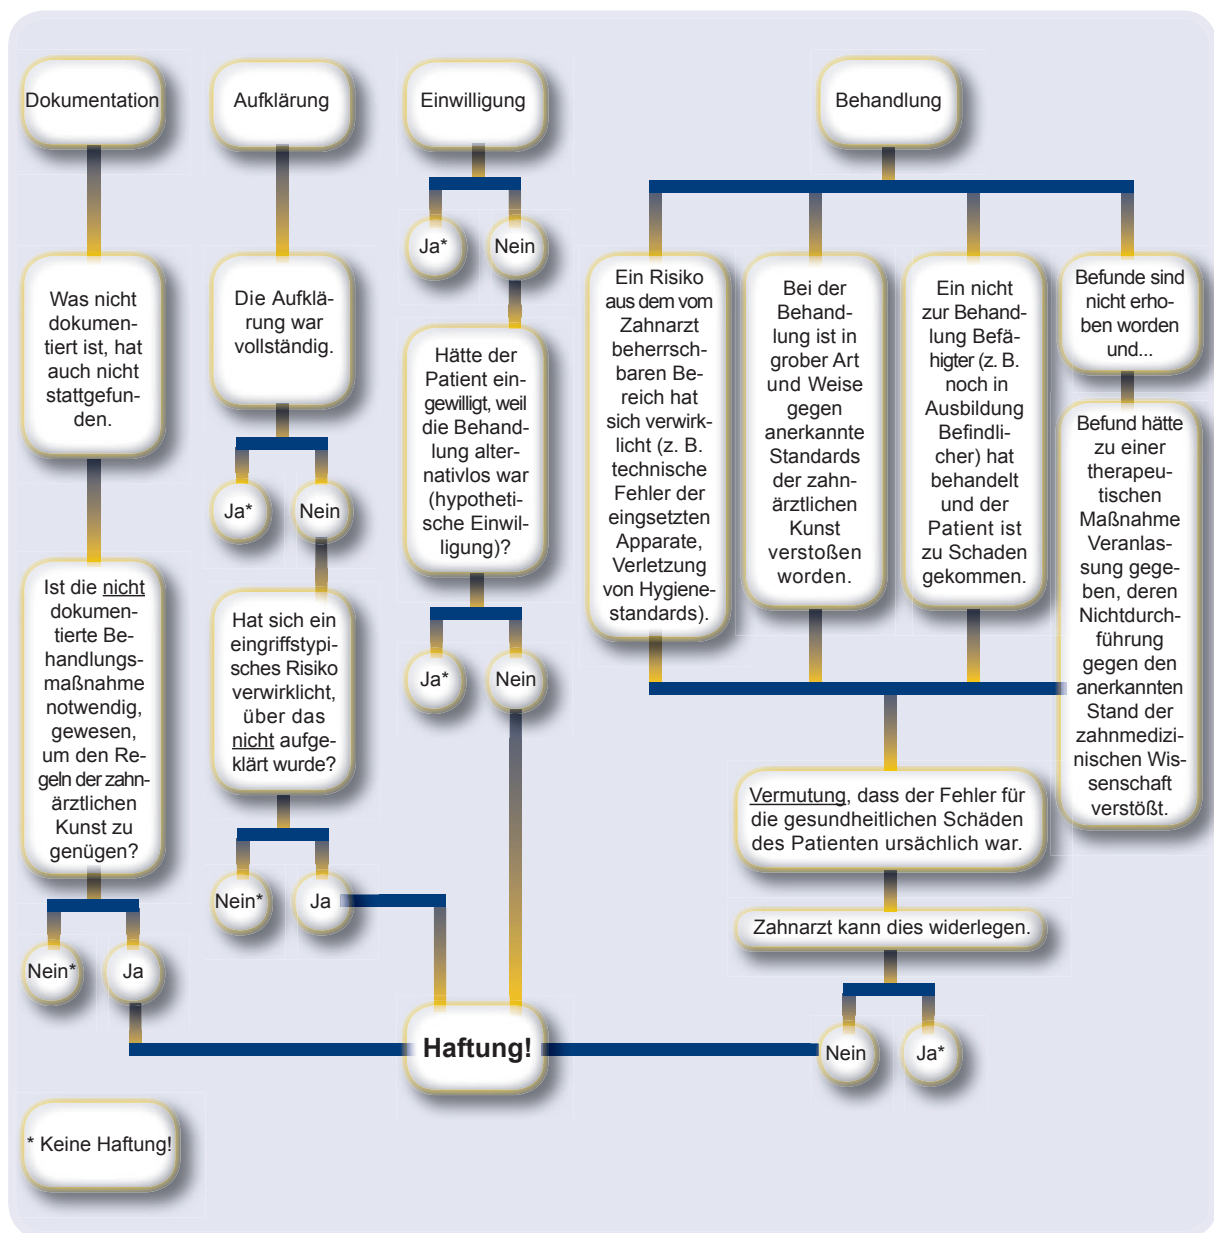 Dokumentation
Was nicht
dokumen-
tiert ist, hat
auch nicht
stattgefun-
den.
Ist die nicht
dokumen-
tierte Be-
handlungs-
maßnahme
notwendig,
gewesen,
um den Re-
geln der zahn-
ärztlichen
Kunst zu
genügen?
Nein*
Ja
Aufklärung
Die Aufklä-
rung war
vollständig.
Ja*
Nein
Hat sich ein
eingriffstypi-
sches Risiko
verwirklicht,
über das
nicht aufge-
klärt wurde?
Nein*
Ja
Einwilligung
Ja*
Nein
Hätte der
Patient ein-
gewilligt, weil
die Behand-
lung alter-
nativlos war
(hypotheti-
sche Einwil-
ligung)?
Ja*
Nein
Behandlung
Ein Risiko
aus dem vom
Zahnarzt
beherrsch-
baren Be-
reich hat
sich verwirk-
licht (z. B.
technische
Fehler der
eingsetzten
Apparate,
Verletzung
von Hygiene-
standards).
Bei der
Behand-
lung ist in
grober Art
und Weise
gegen
anerkannte
Standards
der zahn-
ärztlichen
Kunst
verstoßen
worden.
Ein nicht
zur Behand-
lung Befä-
higter (z. B.
noch in
Ausbildung
Befindli-
cher) hat
behandelt
und der
Patient ist
zu Schaden
gekommen.
Befunde sind
nicht erho-
ben worden
und...
Befund hätte
zu einer
therapeu-
tischen
Maßnahme
Veranlas-
sung gege-
ben, deren
Nichtdurch-
führung
gegen den
anerkannten
Stand der
zahnmedizi-
nischen Wis-
senschaft
verstößt.
Vermutung, dass der Fehler für
die gesundheitlichen Schäden
des Patienten ursächlich war.
Zahnarzt kann dies widerlegen.
Nein
Ja*
Haftung!
* Keine Haftung!